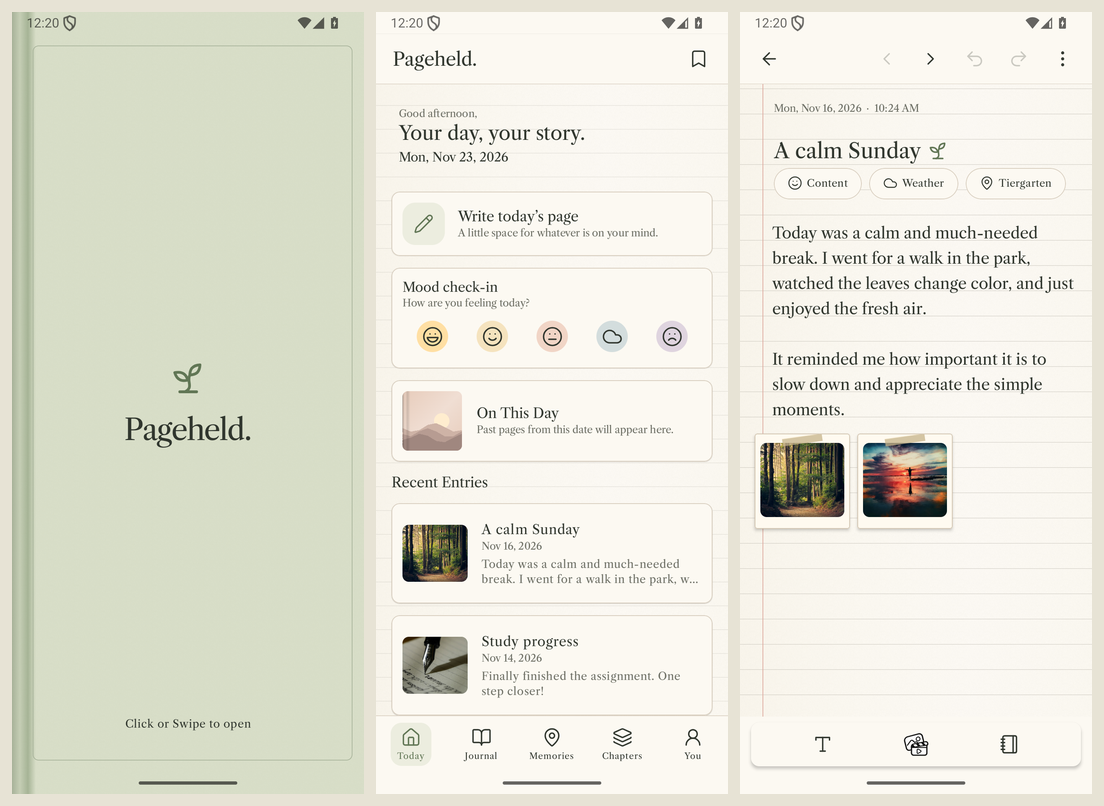 12:20
Pageheld.
Click or Swipe to open
12:20
Pageheld.
Good afternoon,
Your day, your story.
Mon, Nov 23, 2026
Write today’s page
A little space for whatever is on your mind.
Mood check-in
How are you feeling today?
On This Day
Past pages from this date will appear here.
Recent Entries
A calm Sunday
Nov 16, 2026
Today was a calm and much-needed
break. I went for a walk in the park, w...
Study progress
Nov 14, 2026
Finally finished the assignment. One
step closer!
Today
Journal
Memories
Chapters
You
12:20
Mon, Nov 16, 2026 · 10:24 AM
A calm Sunday
Content
Weather
Tiergarten
Today was a calm and much-needed
break. I went for a walk in the park,
watched the leaves change color, and just
enjoyed the fresh air.
It reminded me how important it is to
slow down and appreciate the simple
moments.
T